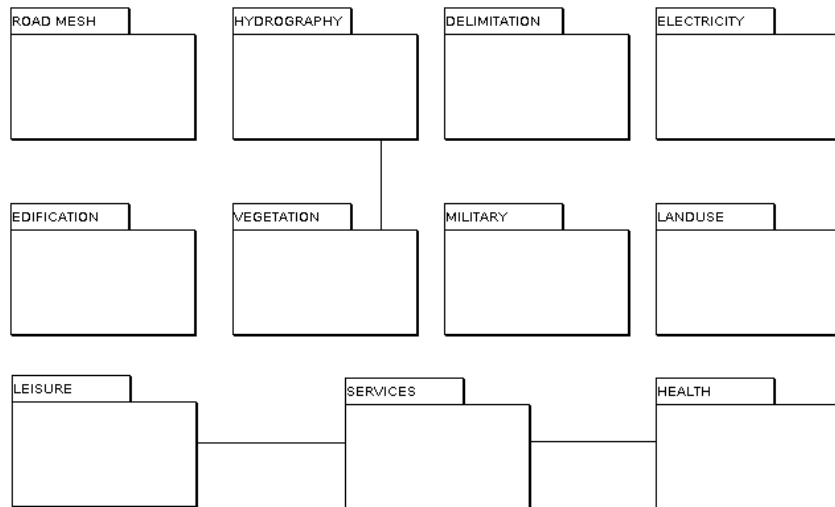 ROAD MESH
HYDROGRAPHY
DELIMITATION
ELECTRICITY
EDIFICATION
VEGETATION
MILITARY
LANDUSE
LEISURE
SERVICES
HEALTH